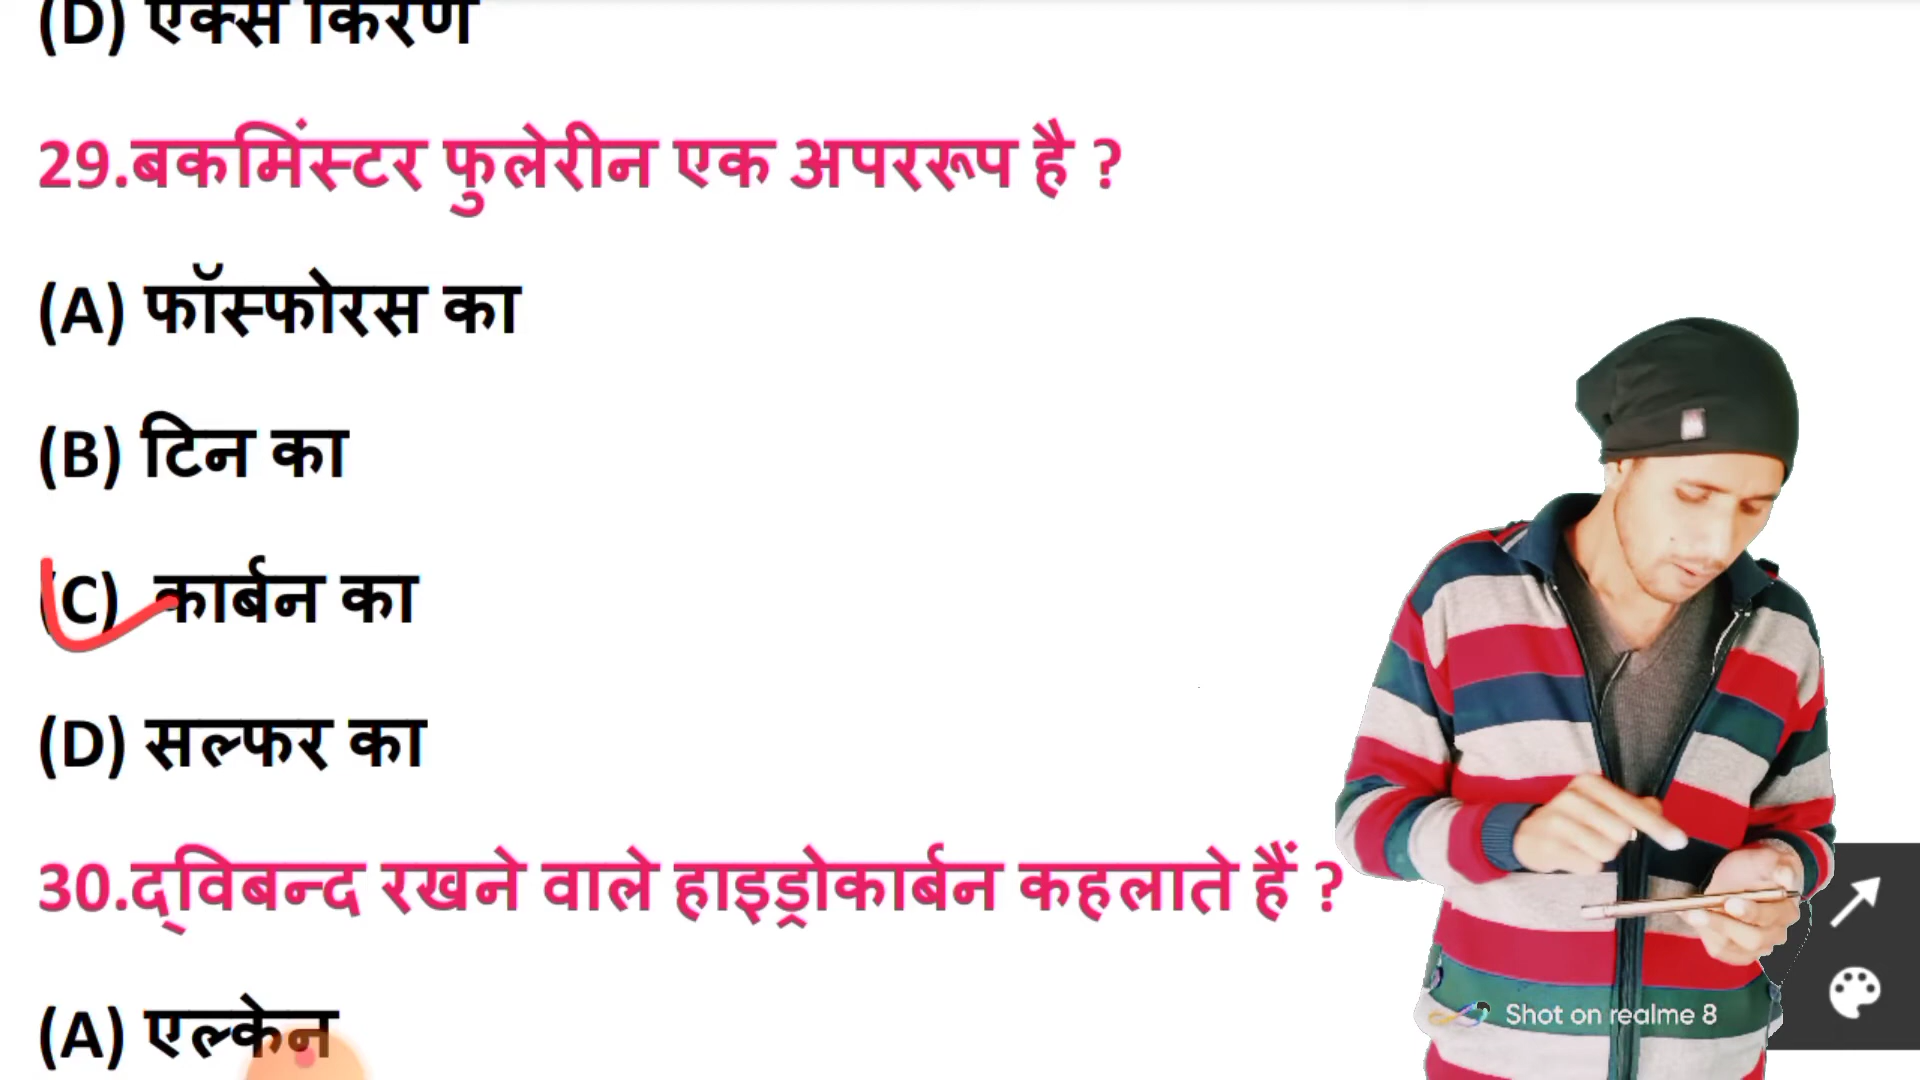 (D) एक्स किरण
29.बकमिंस्टर फुलेरीन एक अपररूप है ?
(A) फॉस्फोरस का
(B) टिन का
(C) कार्बन का
(D) सल्फर का
30.द्विबन्द रखने वाले हाइड्रोकार्बन कहलाते हैं ?
(A) एल्केन
Shot on realme 8